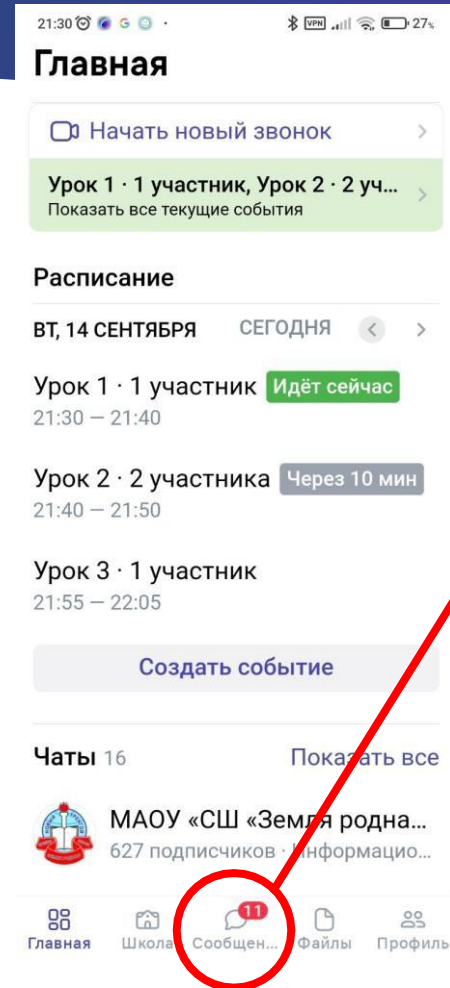 21:30
VPN
27%
Главная
Начать новый звонок
Урок 1 · 1 участник, Урок 2 · 2 уч...
Показать все текущие события
Расписание
ВТ, 14 СЕНТЯБРЯ СЕГОДНЯ
Урок 1 · 1 участник Идёт сейчас
21:30 — 21:40
Урок 2 · 2 участника Через 10 мин
21:40 — 21:50
Урок 3 · 1 участник
21:55 — 22:05
Создать событие
Чаты 16 Показать все
МАОУ «СШ «Земля родна...
627 подписчиков · Информацио...
11
Главная Школа Сообщен... Файлы Профиль